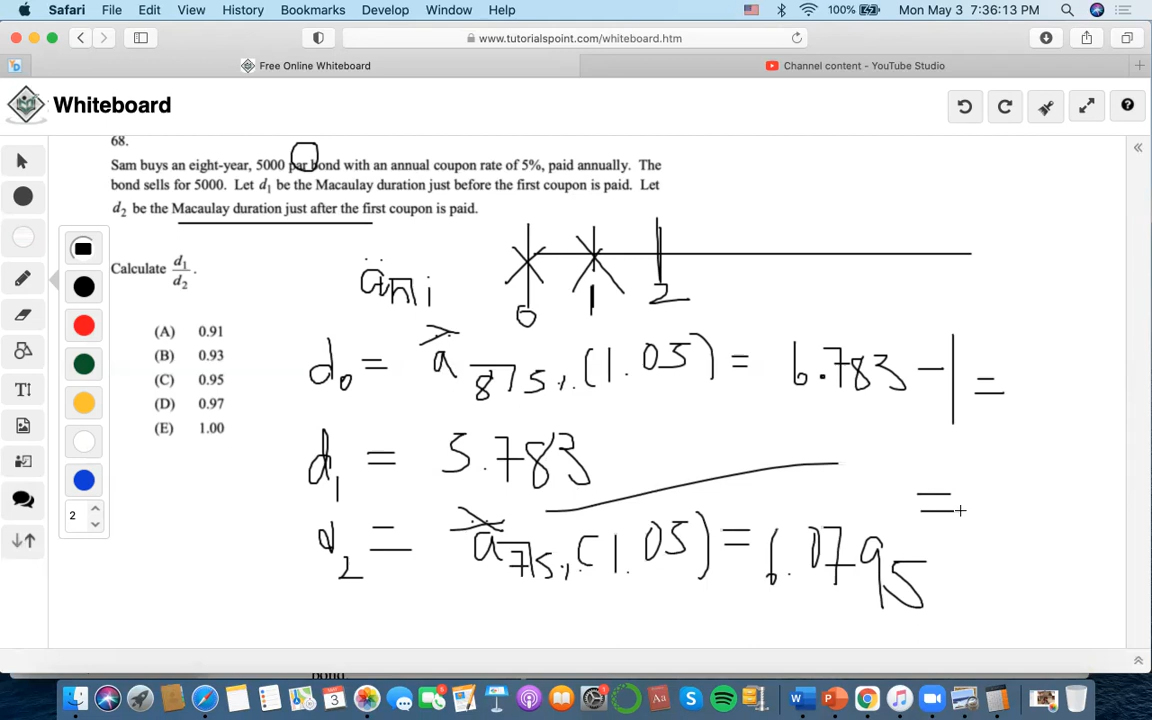 Safari File Edit View History Bookmarks Develop Window Help 100% Mon May 3 7:36:13 PM
www.tutorialspoint.com/whiteboard.htm
Free Online Whiteboard Channel content - YouTube Studio
Whiteboard
68.
Sam buys an eight-year, 5000 par bond with an annual coupon rate of 5%, paid annually. The
bond sells for 5000. Let d₁ be the Macaulay duration just before the first coupon is paid. Let
d₂ be the Macaulay duration just after the first coupon is paid.
Calculate d₁/d₂.
(A) 0.91
(B) 0.93
(C) 0.95
(D) 0.97
(E) 1.00
ä n i
0 1 2
d₀ = a 8 5% (1.05) = 6.783 - 1 =
d₁ = 5.783
=
d₂ = a 7 5% (1.05) = 6.0795
T
2
bond